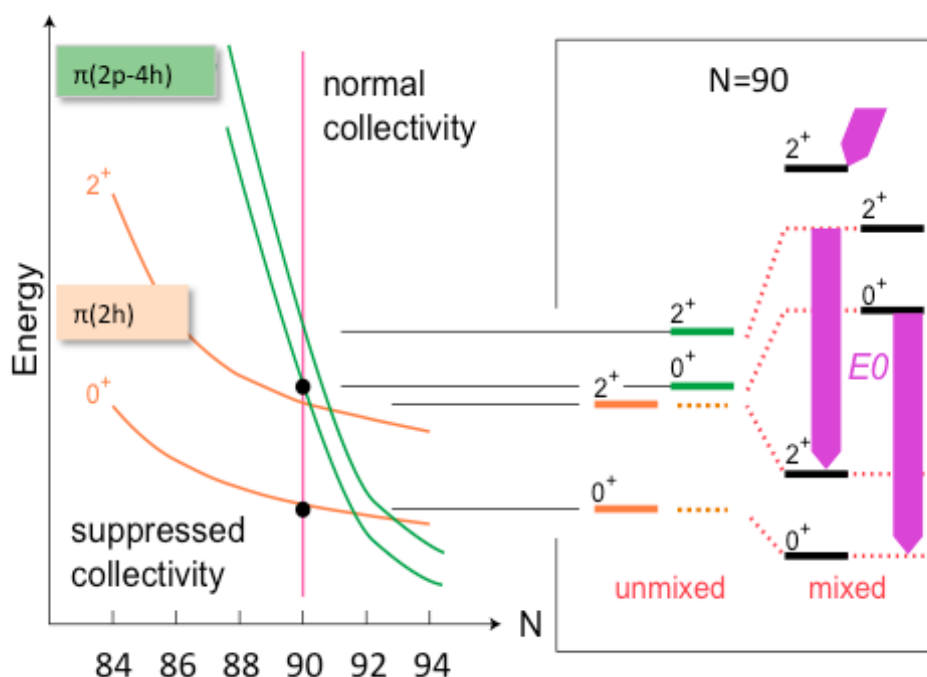 π(2p-4h)
normal
collectivity
2⁺
π(2h)
0⁺
Energy
suppressed
collectivity
84 86 88 90 92 94
N
N=90
2⁺
2⁺
0⁺
2⁺
0⁺
2⁺
E0
2⁺
0⁺
0⁺
unmixed mixed